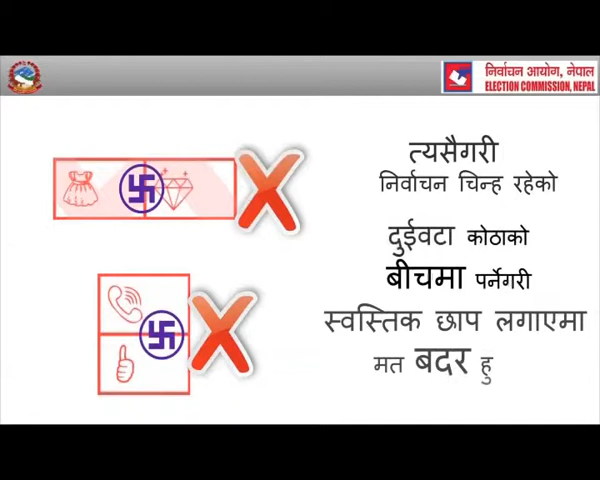 निर्वाचन आयोग, नेपाल
ELECTION COMMISSION, NEPAL
त्यसैगरी
निर्वाचन चिन्ह रहेको
दुईवटा कोठाको
बीचमा पर्नेगरी
स्वस्तिक छाप लगाएमा
मत बदर हु